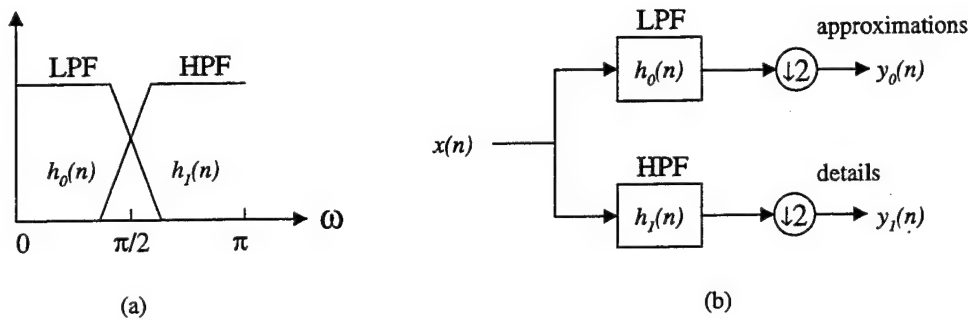 LPF HPF
h₀(n) h₁(n)
ω
0 π/2 π
(a)
LPF
approximations
h₀(n) ↓2 y₀(n)
x(n)
HPF
details
h₁(n) ↓2 y₁(n)
(b)